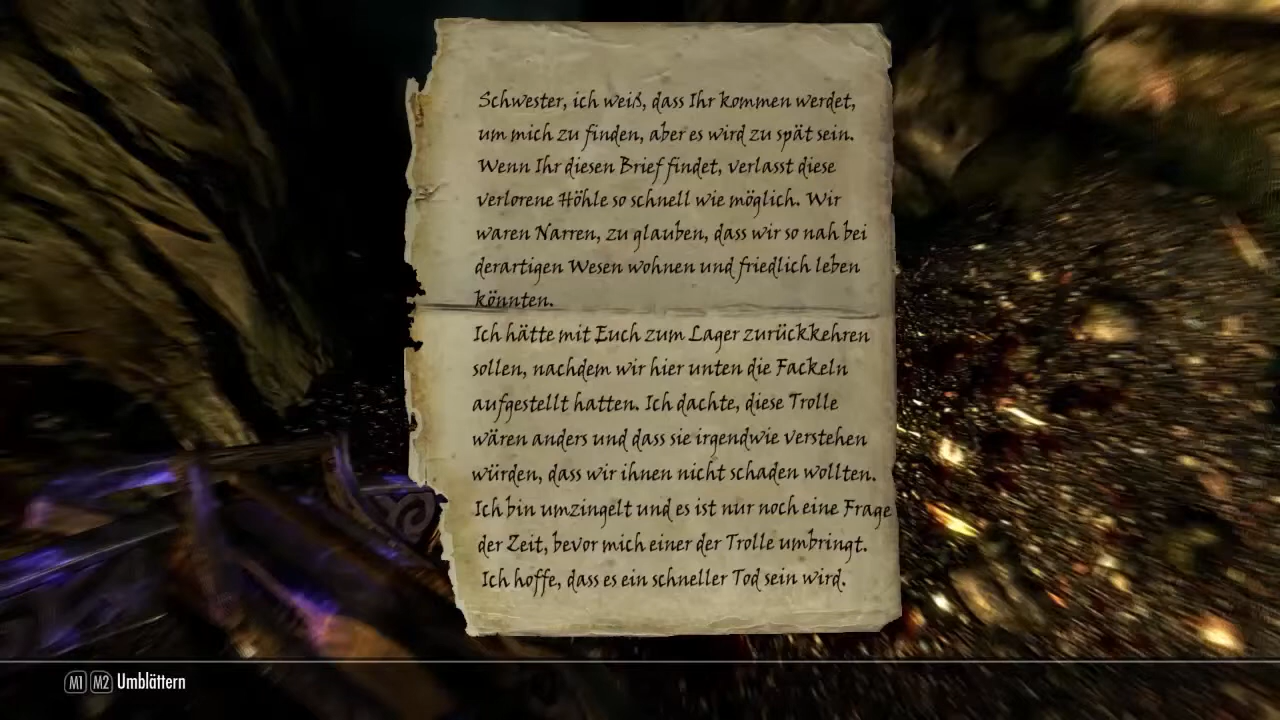 Schwester, ich weiß, dass Ihr kommen werdet,
um mich zu finden, aber es wird zu spät sein.
Wenn Ihr diesen Brief findet, verlasst diese
verlorene Höhle so schnell wie möglich. Wir
waren Narren, zu glauben, dass wir so nah bei
derartigen Wesen wohnen und friedlich leben
könnten.
Ich hätte mit Euch zum Lager zurückkehren
sollen, nachdem wir hier unten die Fackeln
aufgestellt hatten. Ich dachte, diese Trolle
wären anders und dass sie irgendwie verstehen
würden, dass wir ihnen nicht schaden wollten.
Ich bin umzingelt und es ist nur noch eine Frage
der Zeit, bevor mich einer der Trolle umbringt.
Ich hoffe, dass es ein schneller Tod sein wird.
M1 M2 Umblättern